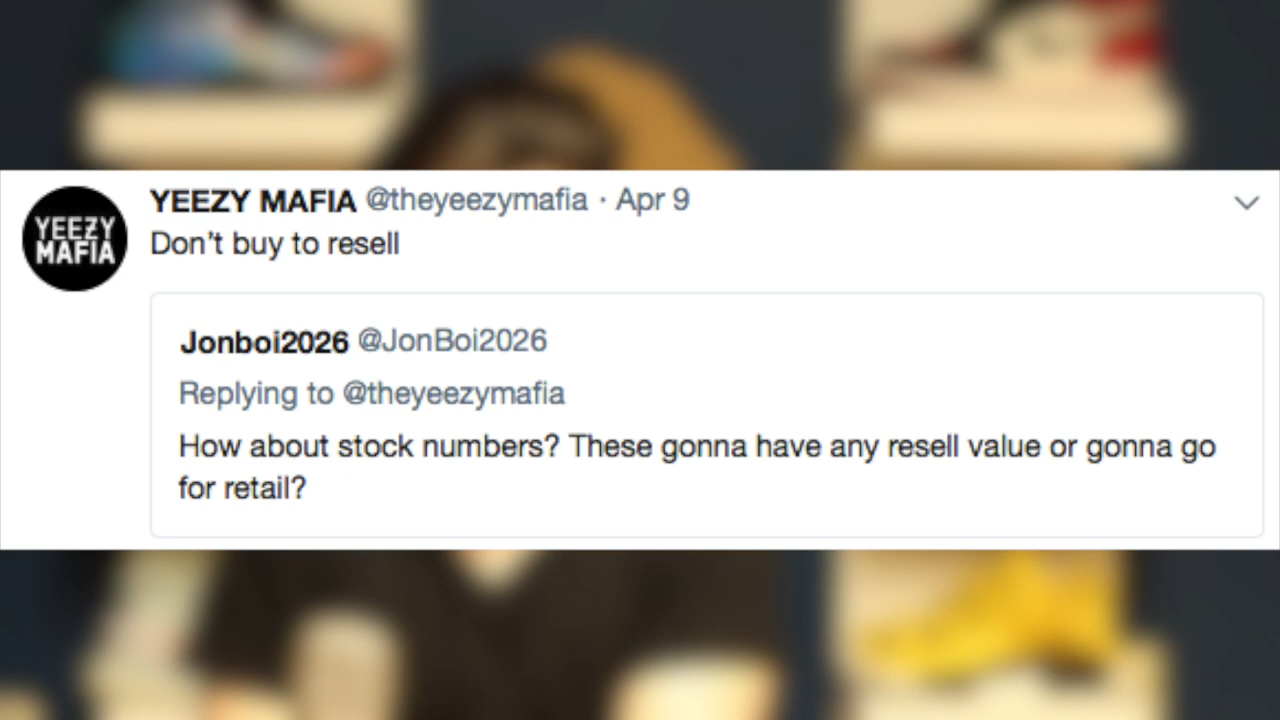 YEEZY MAFIA @theyeezymafia · Apr 9
YEEZY
MAFIA
Don’t buy to resell
Jonboi2026 @JonBoi2026
Replying to @theyeezymafia
How about stock numbers? These gonna have any resell value or gonna go
for retail?